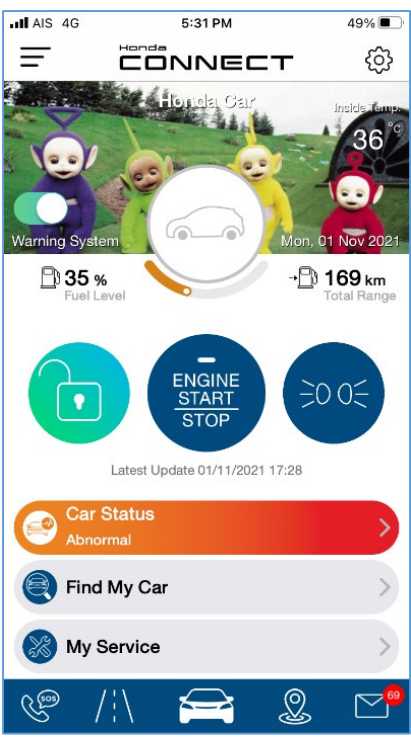 AIS 4G 5:31 PM 49%
Honda
CONNECT
Honda Car
Inside Temp.
36 °c
Warning System
Mon, 01 Nov 2021
35 %
Fuel Level
169 km
Total Range
ENGINE
START
STOP
Latest Update 01/11/2021 17:28
Car Status
Abnormal
Find My Car
My Service
SOS
69